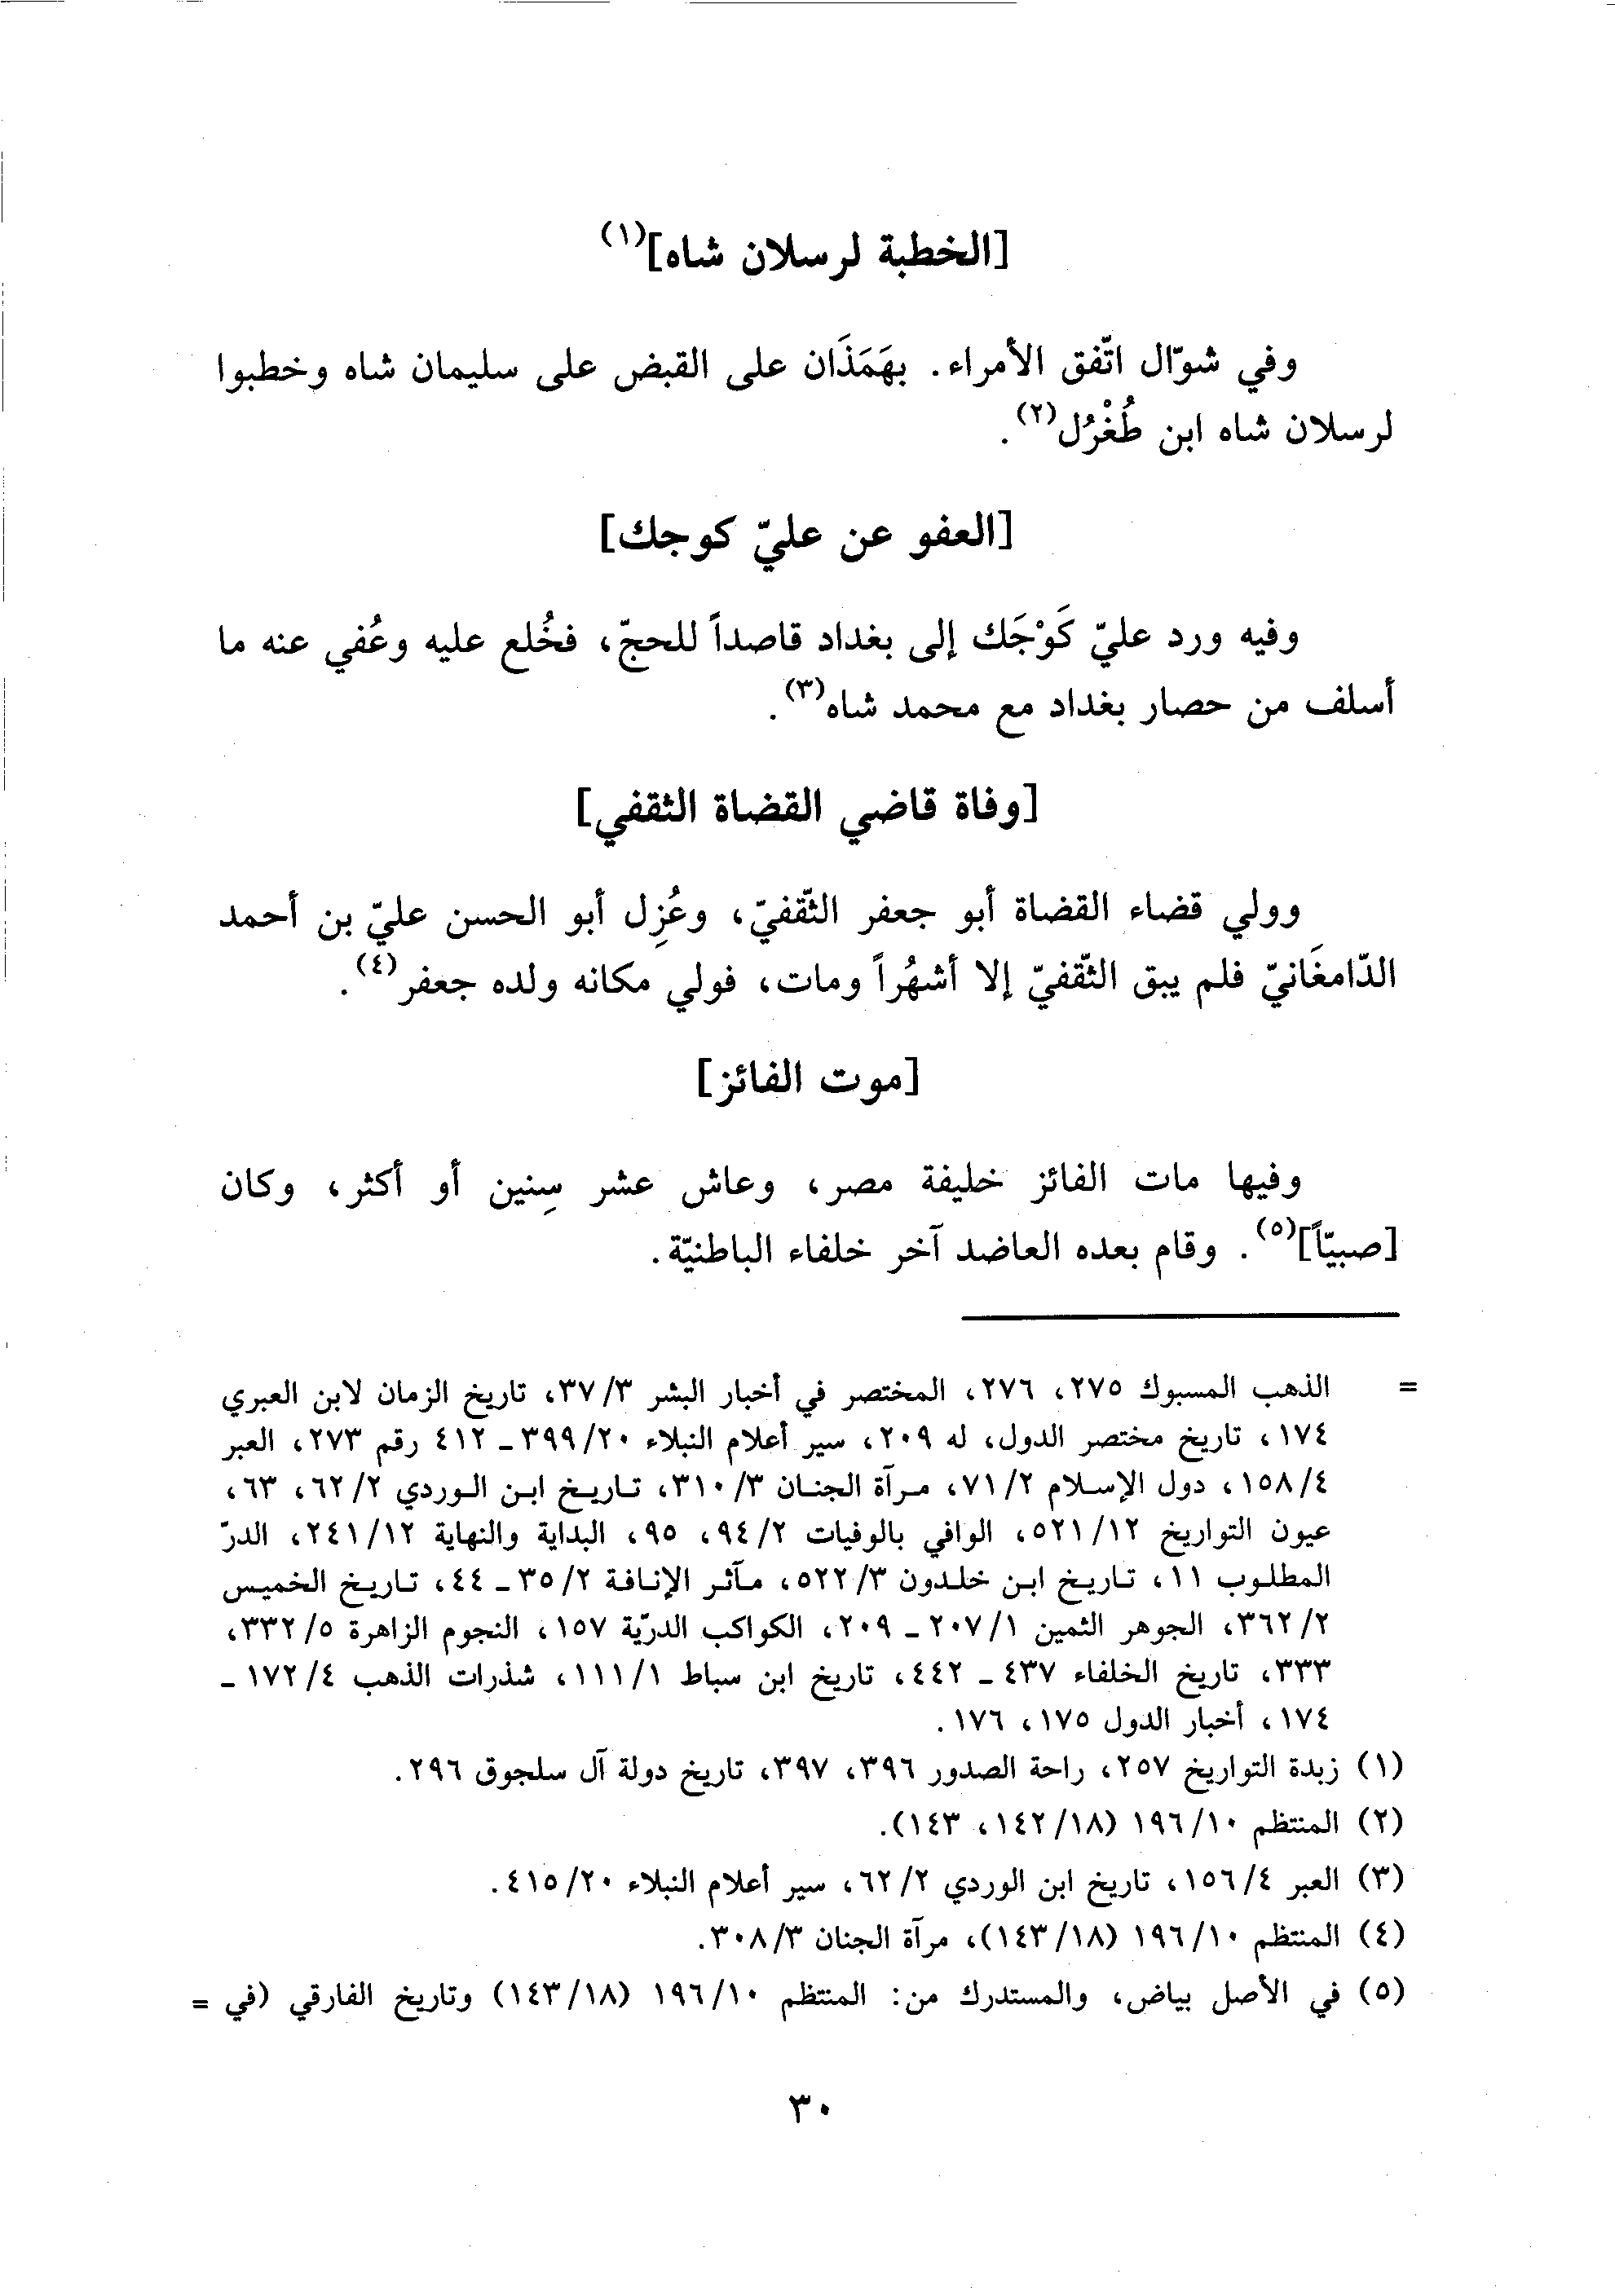 [الخطبة لرسلان شاه](١)
وفي شوّال اتّفق الأمراء. بهَمَذَان على القبض على سليمان شاه وخطبوا
لرسلان شاه ابن طُغْرُل(٢).
[العفو عن عليّ كوجك]
وفيه ورد عليّ كَوْجَك إلى بغداد قاصداً للحجّ، فخُلع عليه وعُفي عنه ما
أسلف من حصار بغداد مع محمد شاه(٣).
[وفاة قاضي القضاة الثقفي]
وولي قضاء القضاة أبو جعفر الثّقفيّ، وعُزِل أبو الحسن عليّ بن أحمد
الدّامغَانيّ فلم يبق الثّقفيّ إلا أشهُراً ومات، فولي مكانه ولده جعفر(٤).
[موت الفائز]
وفيها مات الفائز خليفة مصر، وعاش عشر سِنين أو أكثر، وكان
[صبيّاً](٥). وقام بعده العاضد آخر خلفاء الباطنيّة.
= الذهب المسبوك ٢٧٥، ٢٧٦، المختصر في أخبار البشر ٣/٣٧، تاريخ الزمان لابن العبري
١٧٤، تاريخ مختصر الدول، له ٢٠٩، سير أعلام النبلاء ٢٠/٣٩٩ ـ ٤١٢ رقم ٢٧٣، العبر
٤/١٥٨، دول الإسلام ٢/٧١، مرآة الجنان ٣/٣١٠، تاريخ ابن الوردي ٢/٦٢، ٦٣،
عيون التواريخ ١٢/٥٢١، الوافي بالوفيات ٢/٩٤، ٩٥، البداية والنهاية ١٢/٢٤١، الدرّ
المطلوب ١١، تاريخ ابن خلدون ٣/٥٢٢، مآثر الإنافة ٢/٣٥ ـ ٤٤، تاريخ الخميس
٢/٣٦٢، الجوهر الثمين ١/٢٠٧ ـ ٢٠٩، الكواكب الدرّية ١٥٧، النجوم الزاهرة ٥/٣٣٢،
٣٣٣، تاريخ الخلفاء ٤٣٧ ـ ٤٤٢، تاريخ ابن سباط ١/١١١، شذرات الذهب ٤/١٧٢ ـ
١٧٤، أخبار الدول ١٧٥، ١٧٦.
(١) زبدة التواريخ ٢٥٧، راحة الصدور ٣٩٦، ٣٩٧، تاريخ دولة آل سلجوق ٢٩٦.
(٢) المنتظم ١٠/١٩٦ (١٨/١٤٢، ١٤٣).
(٣) العبر ٤/١٥٦، تاريخ ابن الوردي ٢/٦٢، سير أعلام النبلاء ٢٠/٤١٥.
(٤) المنتظم ١٠/١٩٦ (١٨/١٤٣)، مرآة الجنان ٣/٣٠٨.
(٥) في الأصل بياض، والمستدرك من: المنتظم ١٠/١٩٦ (١٨/١٤٣) وتاريخ الفارقي (في =
٣٠